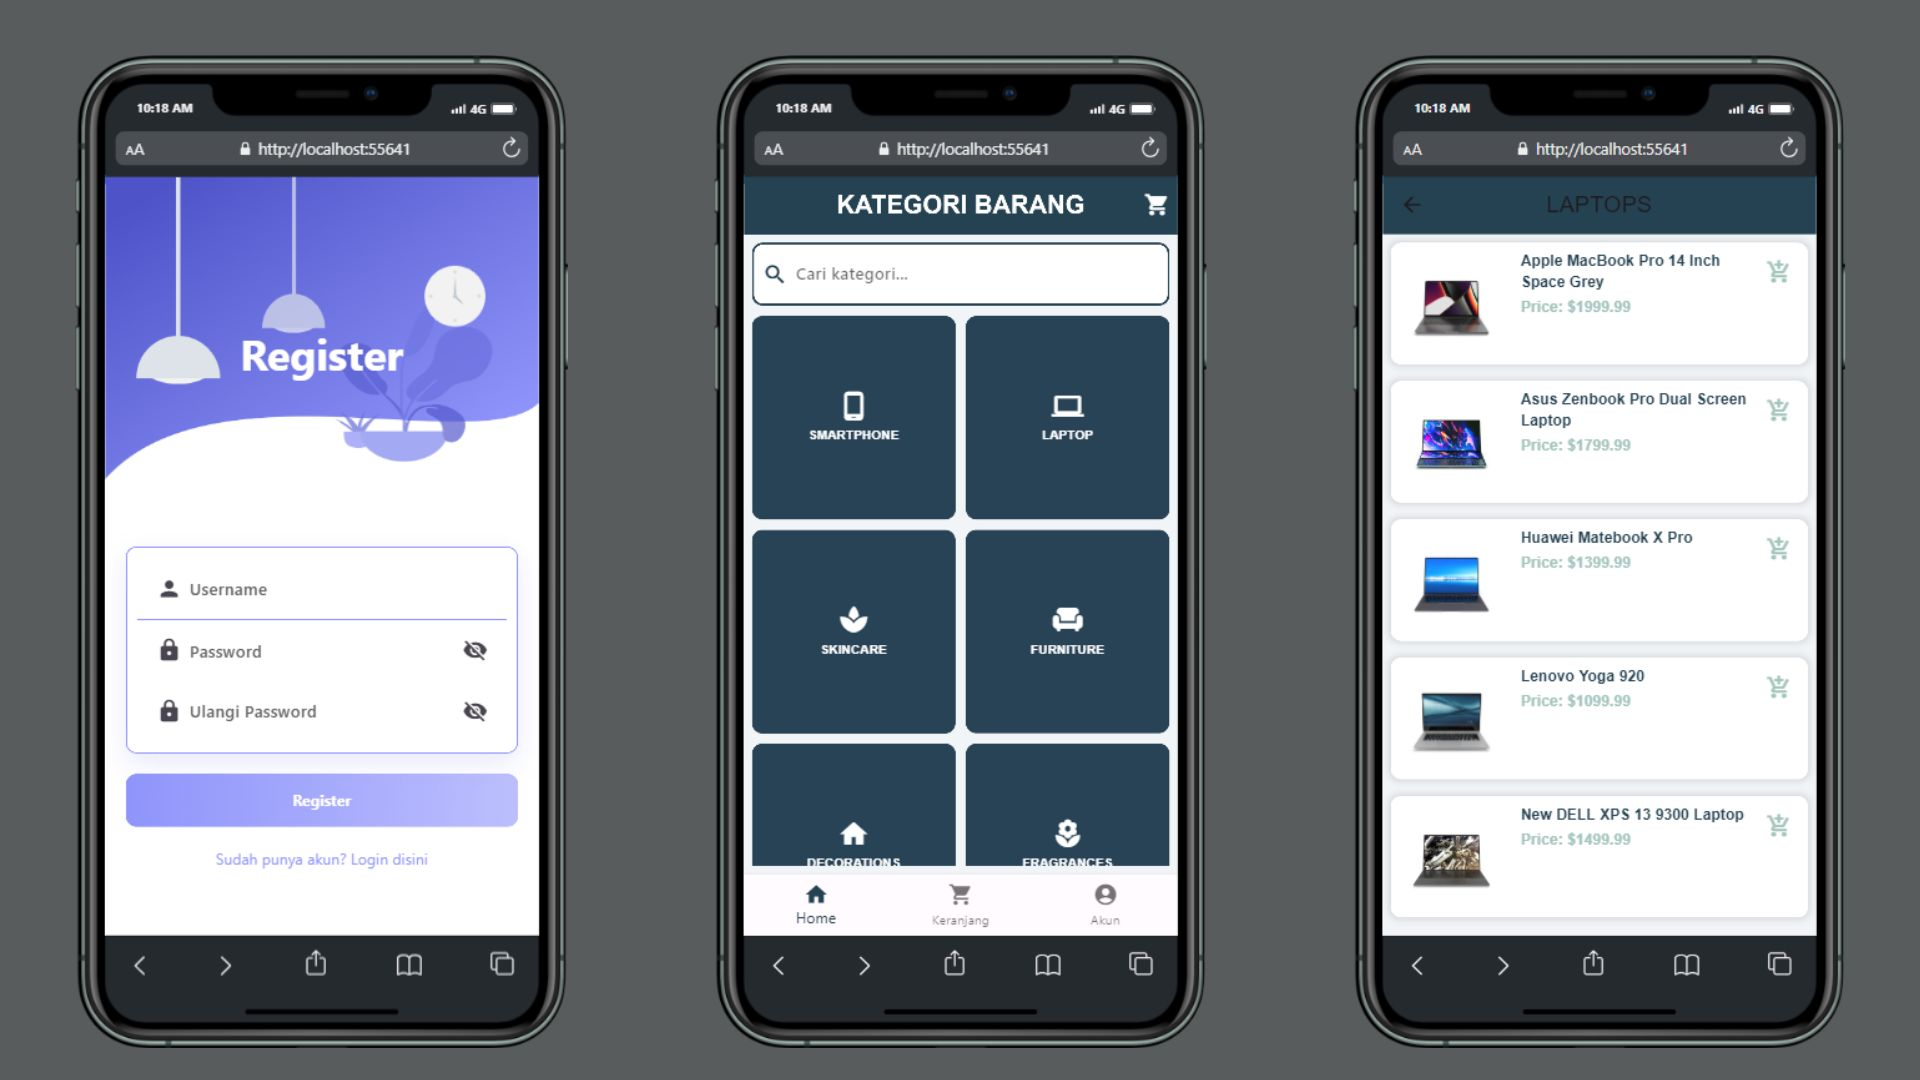 10:18 AM
4G
AA
http://localhost:55641
Register
Username
Password
Ulangi Password
Register
Sudah punya akun? Login disini
10:18 AM
4G
AA
http://localhost:55641
KATEGORI BARANG
Cari kategori...
SMARTPHONE
LAPTOP
SKINCARE
FURNITURE
DECORATIONS
FRAGRANCES
Home
Keranjang
Akun
10:18 AM
4G
AA
http://localhost:55641
LAPTOPS
Apple MacBook Pro 14 Inch
Space Grey
Price: $1999.99
Asus Zenbook Pro Dual Screen
Laptop
Price: $1799.99
Huawei Matebook X Pro
Price: $1399.99
Lenovo Yoga 920
Price: $1099.99
New DELL XPS 13 9300 Laptop
Price: $1499.99